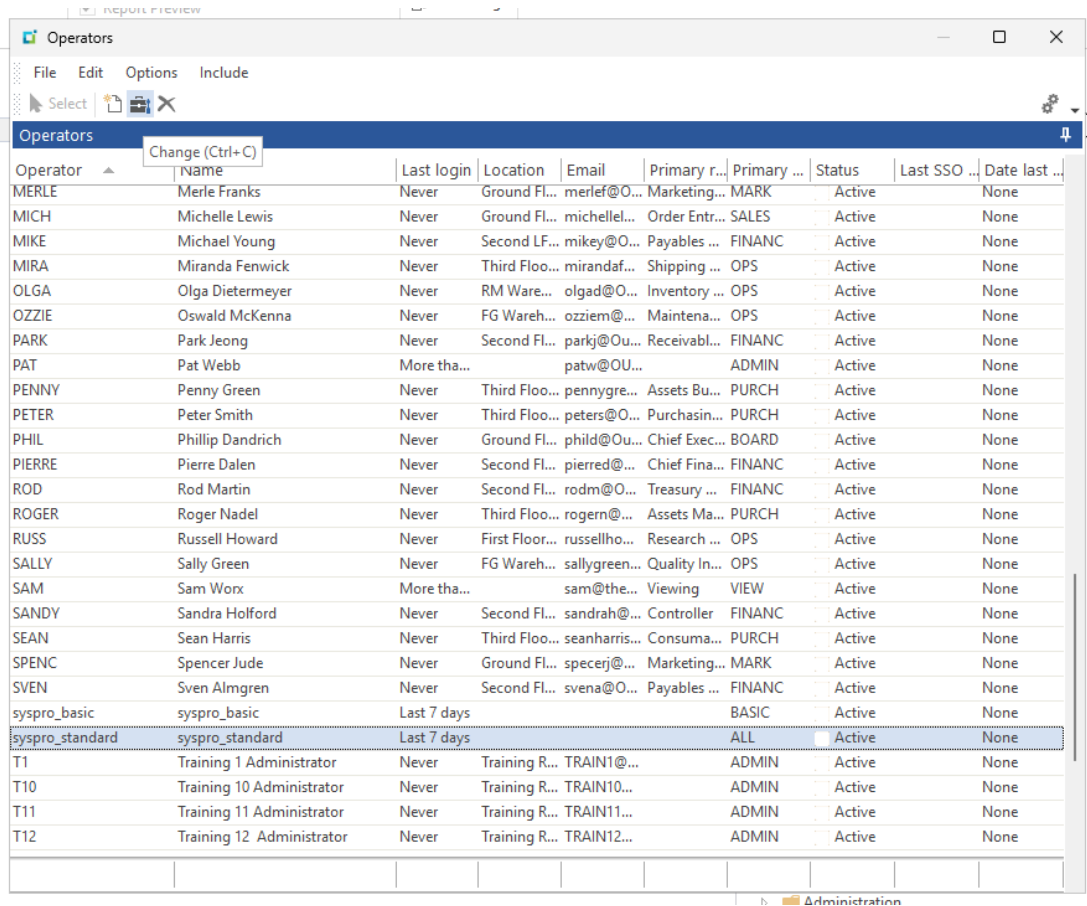 Report Preview
Operators
File Edit Options Include
Select
Operators
Change (Ctrl+C)
Operator Name Last login Location Email Primary r... Primary ... Status Last SSO ... Date last ...
MERLE Merle Franks Never Ground Fl... merlef@O... Marketing... MARK Active None
MICH Michelle Lewis Never Ground Fl... michellel... Order Entr... SALES Active None
MIKE Michael Young Never Second LF... mikey@O... Payables ... FINANC Active None
MIRA Miranda Fenwick Never Third Floo... mirandaf... Shipping ... OPS Active None
OLGA Olga Dietermeyer Never RM Ware... olgad@O... Inventory ... OPS Active None
OZZIE Oswald McKenna Never FG Wareh... ozziem@... Maintena... OPS Active None
PARK Park Jeong Never Second Fl... parkj@Ou... Receivabl... FINANC Active None
PAT Pat Webb More tha... patw@OU... ADMIN Active None
PENNY Penny Green Never Third Floo... pennygre... Assets Bu... PURCH Active None
PETER Peter Smith Never Third Floo... peters@O... Purchasin... PURCH Active None
PHIL Phillip Dandrich Never Ground Fl... phild@Ou... Chief Exec... BOARD Active None
PIERRE Pierre Dalen Never Second Fl... pierred@... Chief Fina... FINANC Active None
ROD Rod Martin Never Second Fl... rodm@O... Treasury ... FINANC Active None
ROGER Roger Nadel Never Third Floo... rogern@... Assets Ma... PURCH Active None
RUSS Russell Howard Never First Floor... russellho... Research ... OPS Active None
SALLY Sally Green Never FG Wareh... sallygreen... Quality In... OPS Active None
SAM Sam Worx More tha... sam@the... Viewing VIEW Active None
SANDY Sandra Holford Never Second Fl... sandrah@... Controller FINANC Active None
SEAN Sean Harris Never Third Floo... seanharris... Consuma... PURCH Active None
SPENC Spencer Jude Never Ground Fl... specerj@... Marketing... MARK Active None
SVEN Sven Almgren Never Second Fl... svena@O... Payables ... FINANC Active None
syspro_basic syspro_basic Last 7 days BASIC Active None
syspro_standard syspro_standard Last 7 days ALL Active None
T1 Training 1 Administrator Never Training R... TRAIN1@... ADMIN Active None
T10 Training 10 Administrator Never Training R... TRAIN10... ADMIN Active None
T11 Training 11 Administrator Never Training R... TRAIN11... ADMIN Active None
T12 Training 12 Administrator Never Training R... TRAIN12... ADMIN Active None
Administration